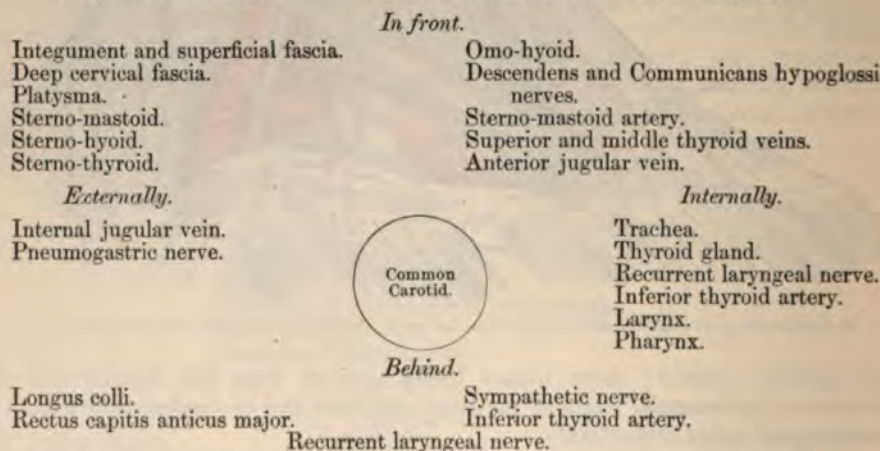 In front.
Integument and superficial fascia.
Deep cervical fascia.
Platysma.
Sterno-mastoid.
Sterno-hyoid.
Sterno-thyroid.
Omo-hyoid.
Descendens and Communicans hypoglossi
nerves.
Sterno-mastoid artery.
Superior and middle thyroid veins.
Anterior jugular vein.
Externally.
Internal jugular vein.
Pneumogastric nerve.
Common
Carotid.
Internally.
Trachea.
Thyroid gland.
Recurrent laryngeal nerve.
Inferior thyroid artery.
Larynx.
Pharynx.
Behind.
Longus colli.
Rectus capitis anticus major.
Sympathetic nerve.
Inferior thyroid artery.
Recurrent laryngeal nerve.